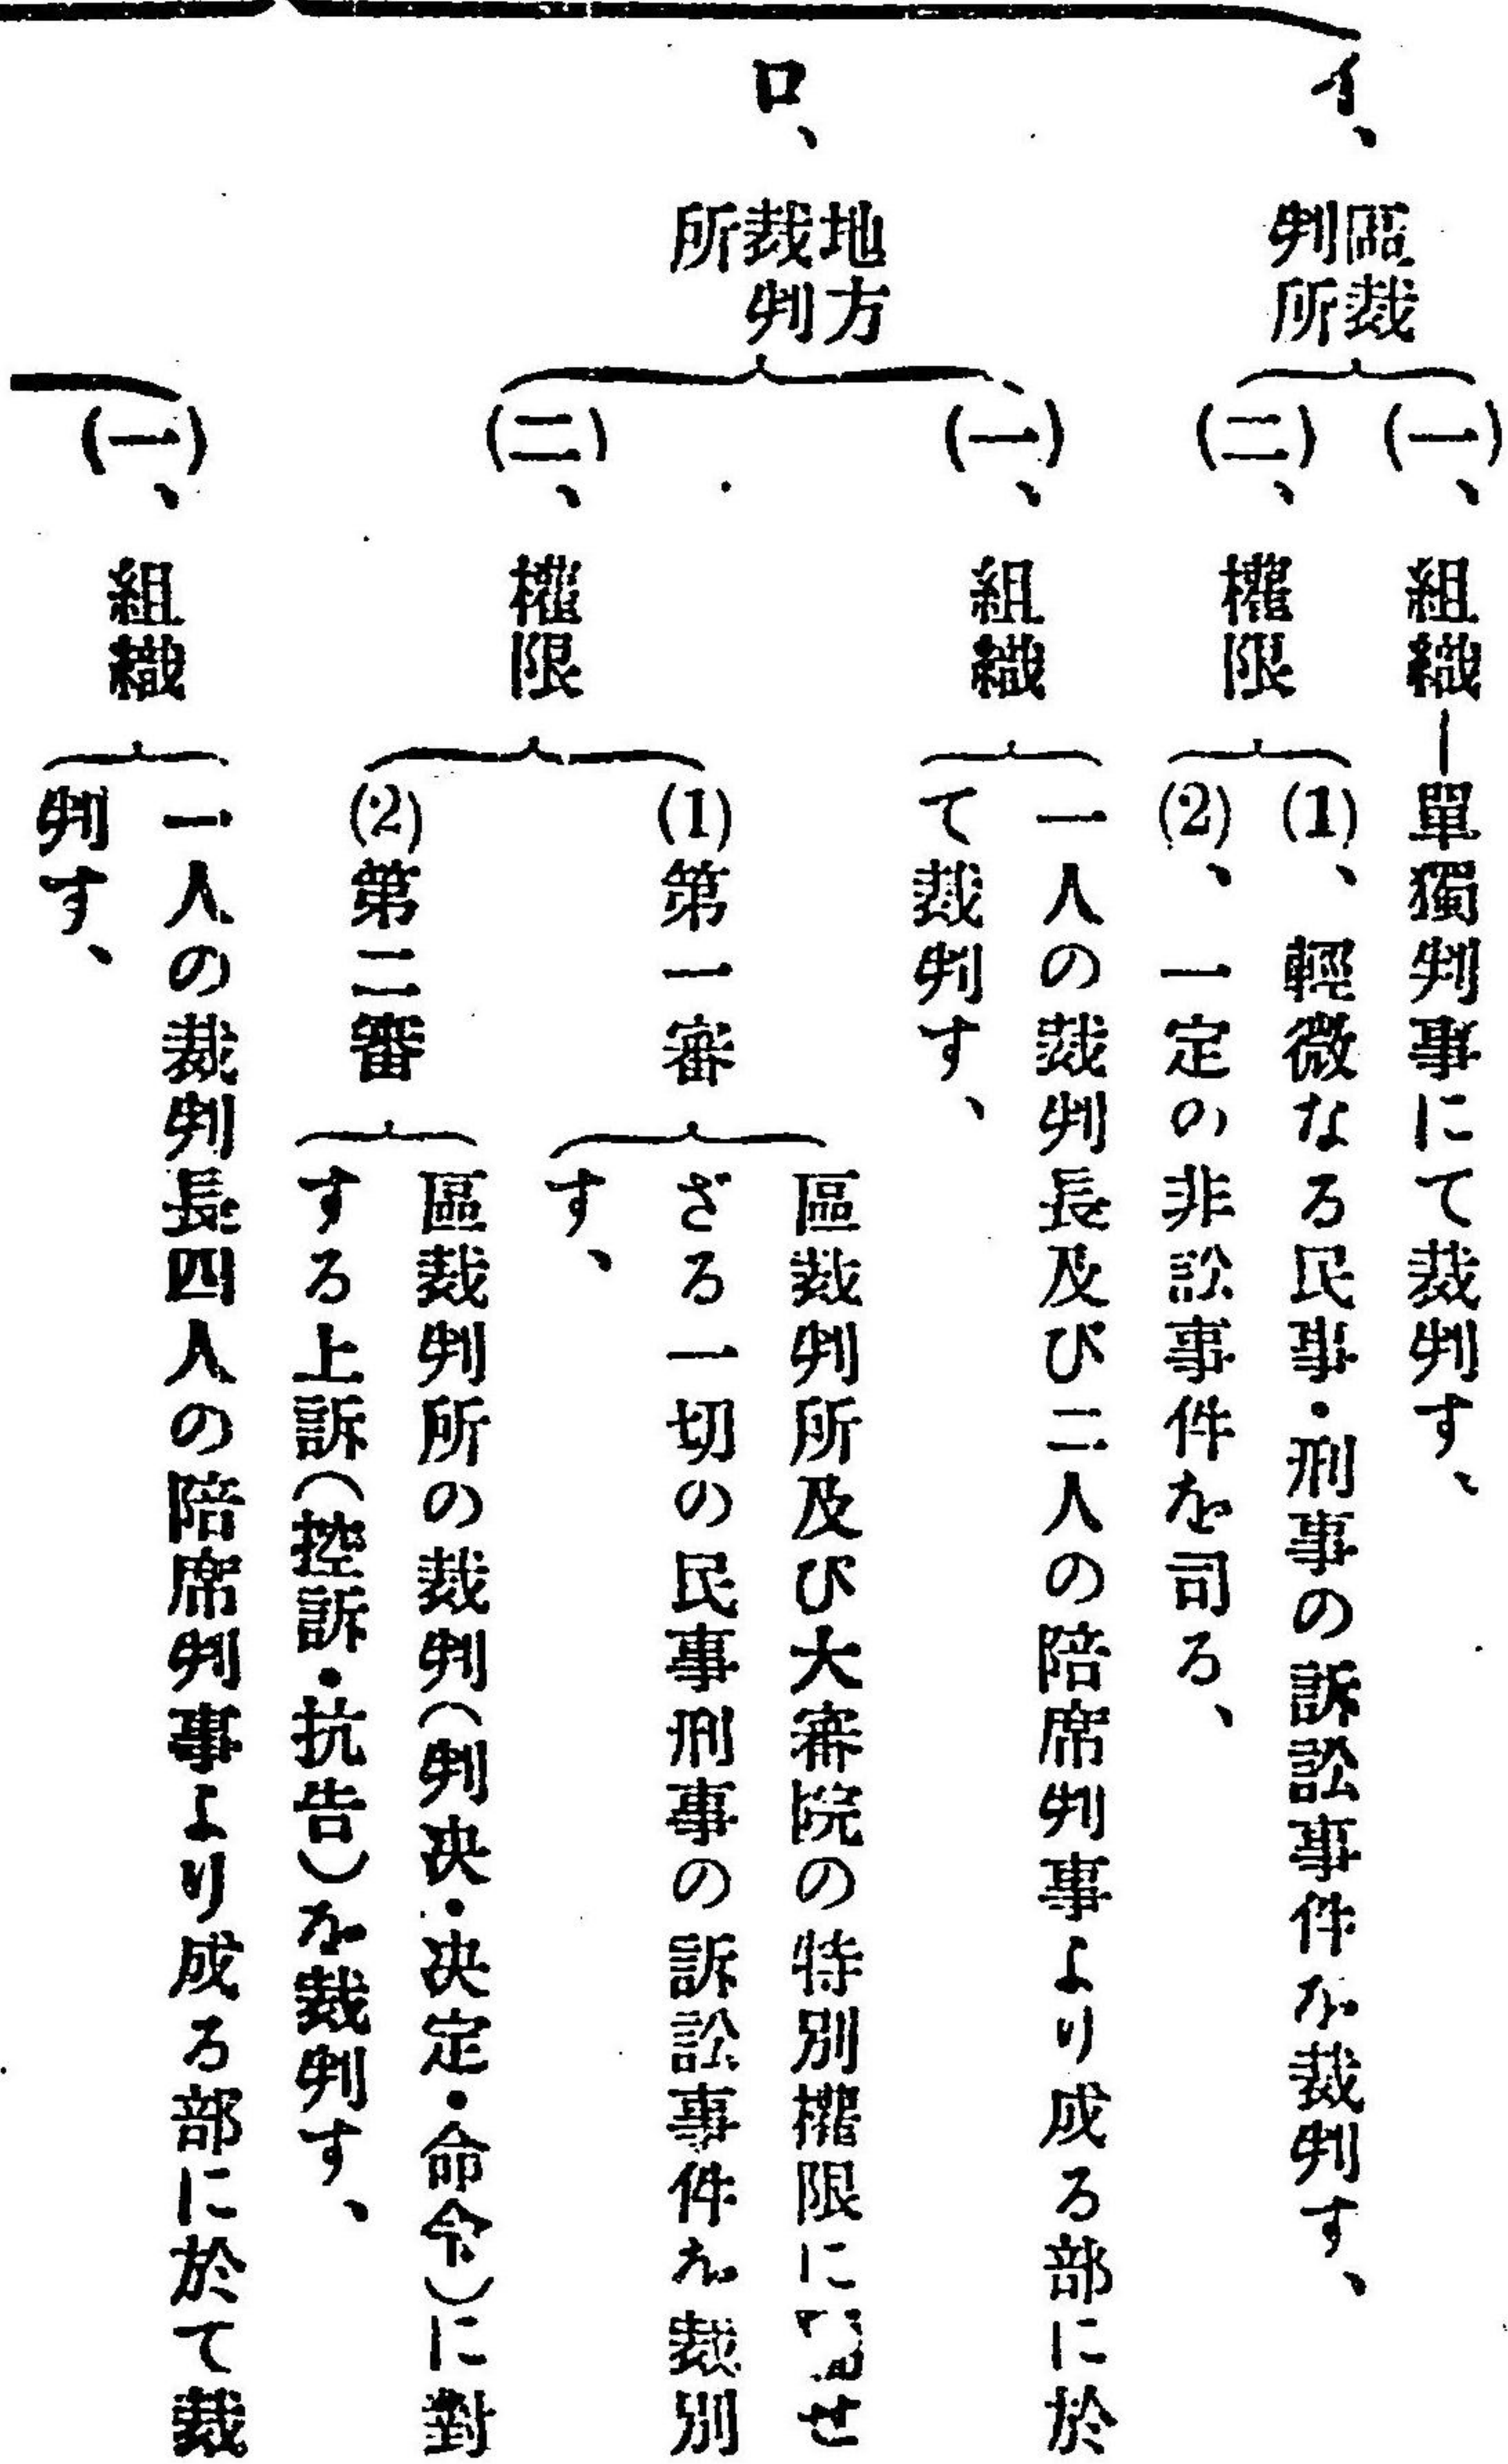 イ、
區裁
判所
(一)、組織―單獨判事にて裁判す、
(二)、權限
(1)、輕微なる民事・刑事の訴訟事件を裁判す、
(2)、一定の非訟事件を司る、
ロ、
地方
裁判
所
(一)、組織
一人の裁判長及び二人の陪席判事より成る部に於
て裁判す、
(二)、權限
(1)第一審
區裁判所及び大審院の特別權限に せ
ざる一切の民事刑事の訴訟事件を裁別
す、
(2)第二審
區裁判所の裁判(判决・决定・命令)に對
する上訴(控訴・抗告)を裁判す、
(一)、組織
一人の裁判長四人の陪席判事より成る部に於て裁
判す、